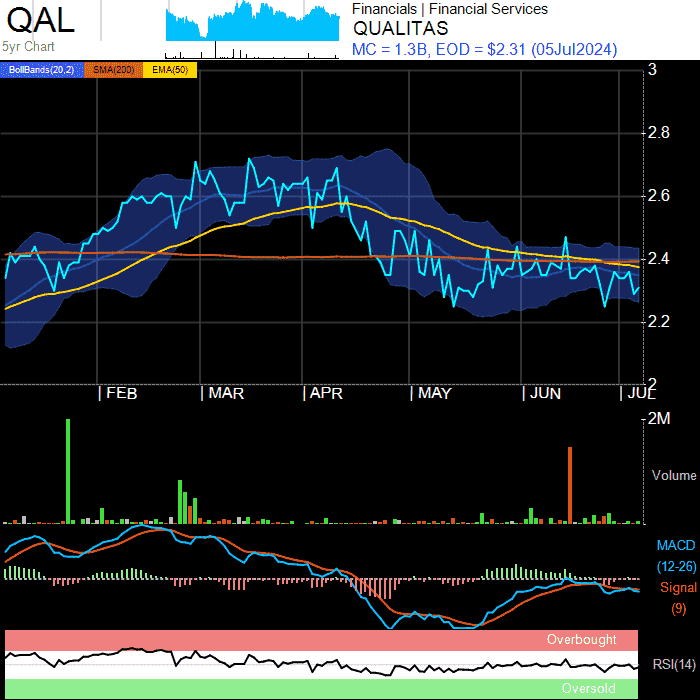 QAL
5yr Chart
Financials | Financial Services
QUALITAS
MC = 1.3B, EOD = $2.31 (05Jul2024)
BollBands(20,2) SMA(200) EMA(50)
3
2.8
2.6
2.4
2.2
2
| FEB | MAR | APR | MAY | JUN | JUL
2M
Volume
MACD
(12-26)
Signal
(9)
Overbought
RSI(14)
Oversold